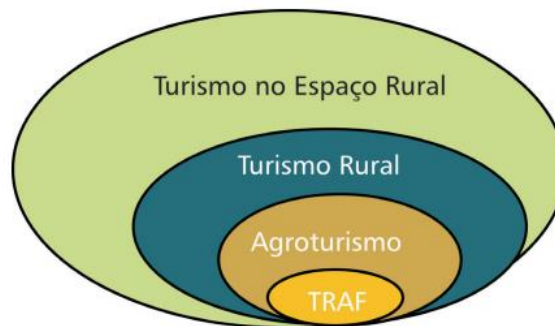 Turismo no Espaço Rural
Turismo Rural
Agroturismo
TRAF